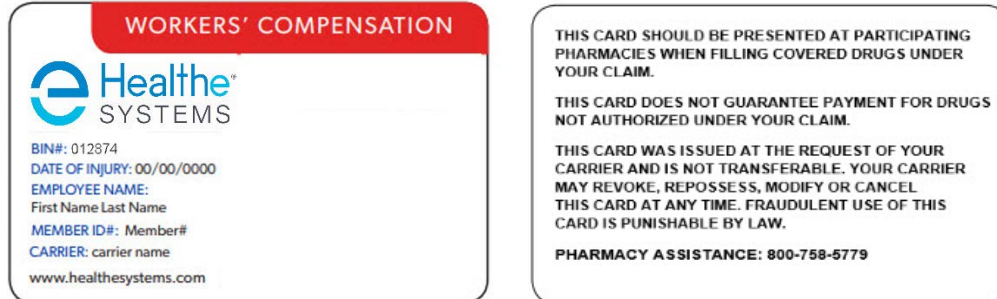 WORKERS' COMPENSATION
Healthe
SYSTEMS
BIN#: 012874
DATE OF INJURY: 00/00/0000
EMPLOYEE NAME:
First Name Last Name
MEMBER ID#: Member#
CARRIER: carrier name
www.healthesystems.com
THIS CARD SHOULD BE PRESENTED AT PARTICIPATING
PHARMACIES WHEN FILLING COVERED DRUGS UNDER
YOUR CLAIM.
THIS CARD DOES NOT GUARANTEE PAYMENT FOR DRUGS
NOT AUTHORIZED UNDER YOUR CLAIM.
THIS CARD WAS ISSUED AT THE REQUEST OF YOUR
CARRIER AND IS NOT TRANSFERABLE. YOUR CARRIER
MAY REVOKE, REPOSSESS, MODIFY OR CANCEL
THIS CARD AT ANY TIME. FRAUDULENT USE OF THIS
CARD IS PUNISHABLE BY LAW.
PHARMACY ASSISTANCE: 800-758-5779